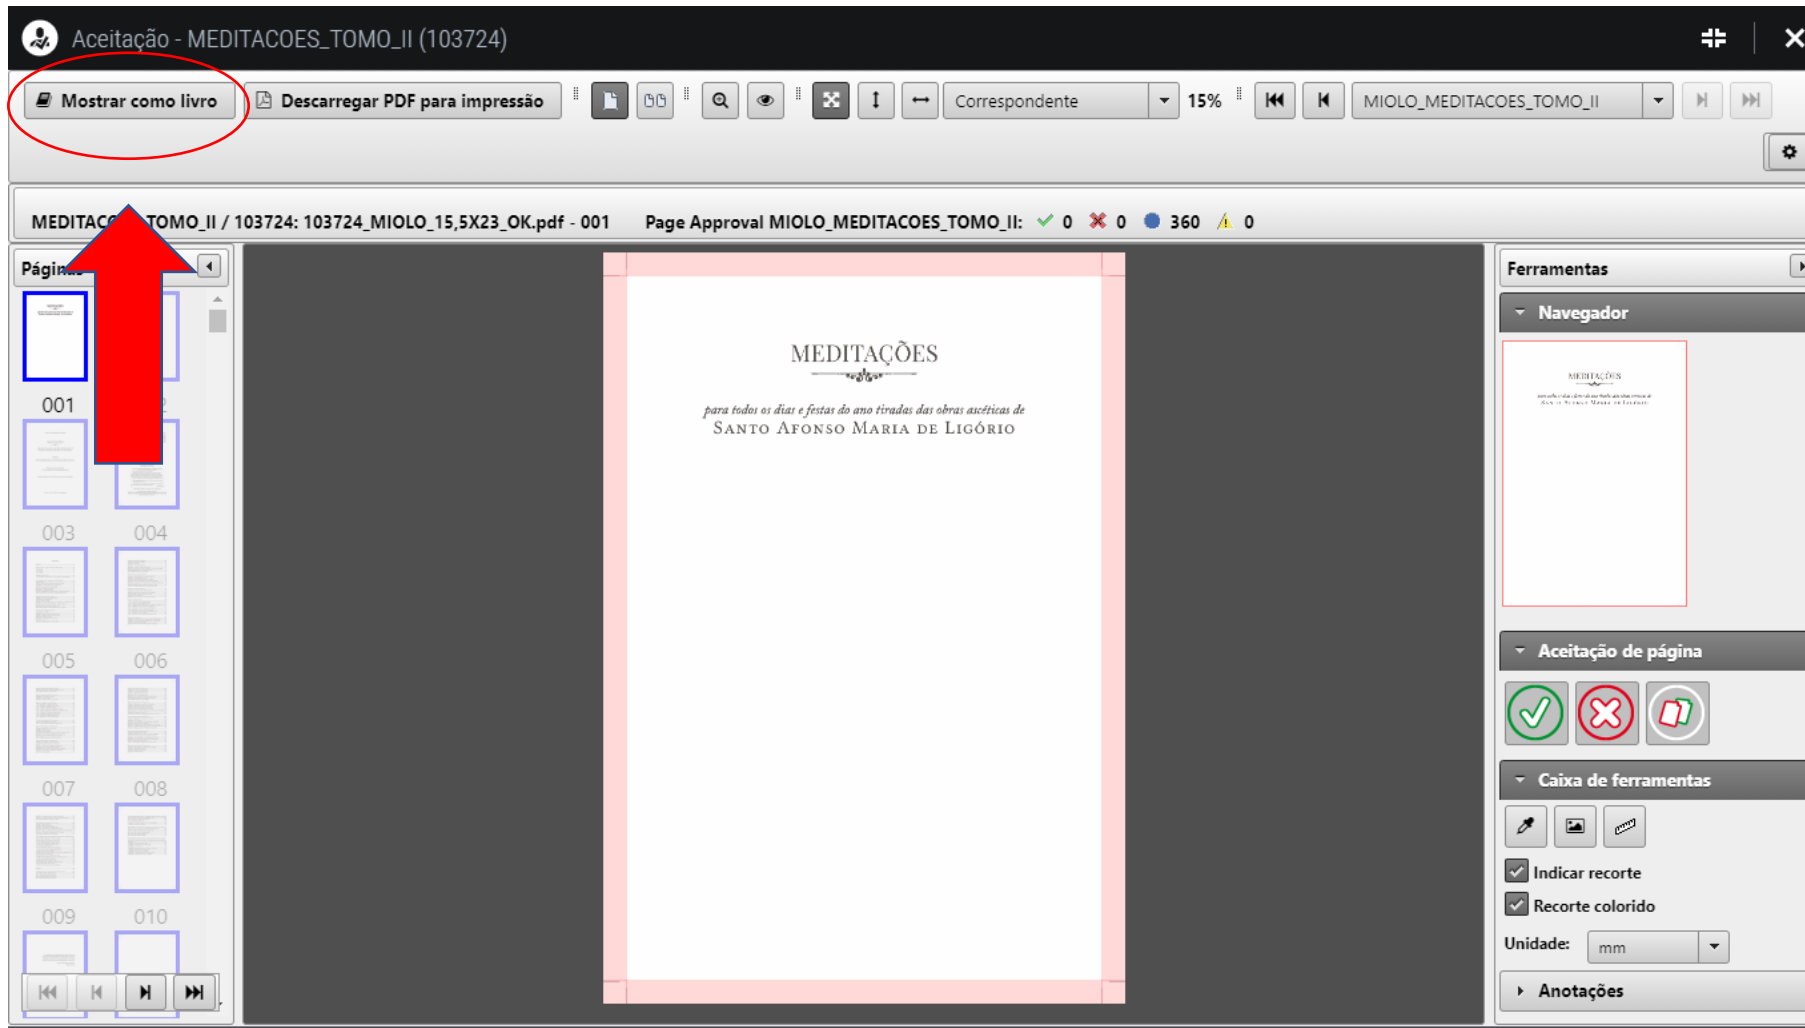 Aceitação - MEDITACOES_TOMO_II (103724)
Mostrar como livro
Descarregar PDF para impressão
Correspondente
15%
MIOLO_MEDITACOES_TOMO_II
MEDITAC TOMO_II / 103724: 103724_MIOLO_15,5X23_OK.pdf - 001 Page Approval MIOLO_MEDITACOES_TOMO_II: 0 0 360 0
001
003 004
005 006
007 008
009 010
MEDITAÇÕES
para todos os dias e festas do ano tiradas das obras ascéticas de
SANTO AFONSO MARIA DE LIGÓRIO
Ferramentas
Navegador
MEDITAÇÕES
Aceitação de página
Caixa de ferramentas
Indicar recorte
Recorte colorido
Unidade: mm
Anotações